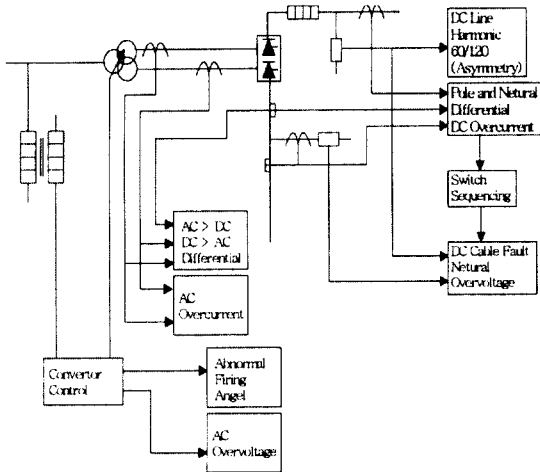 DC Line
Harmonic
60/120
(Asymmetry)
Pole and Netural
Differential
DC Overcurrent
Switch
Sequencing
DC Cable Fault
Netural
Overvoltage
AC > DC
DC > AC
Differential
AC
Overcurrent
Convertor
Control
Abnormal
Firing
Angel
AC
Overvoltage